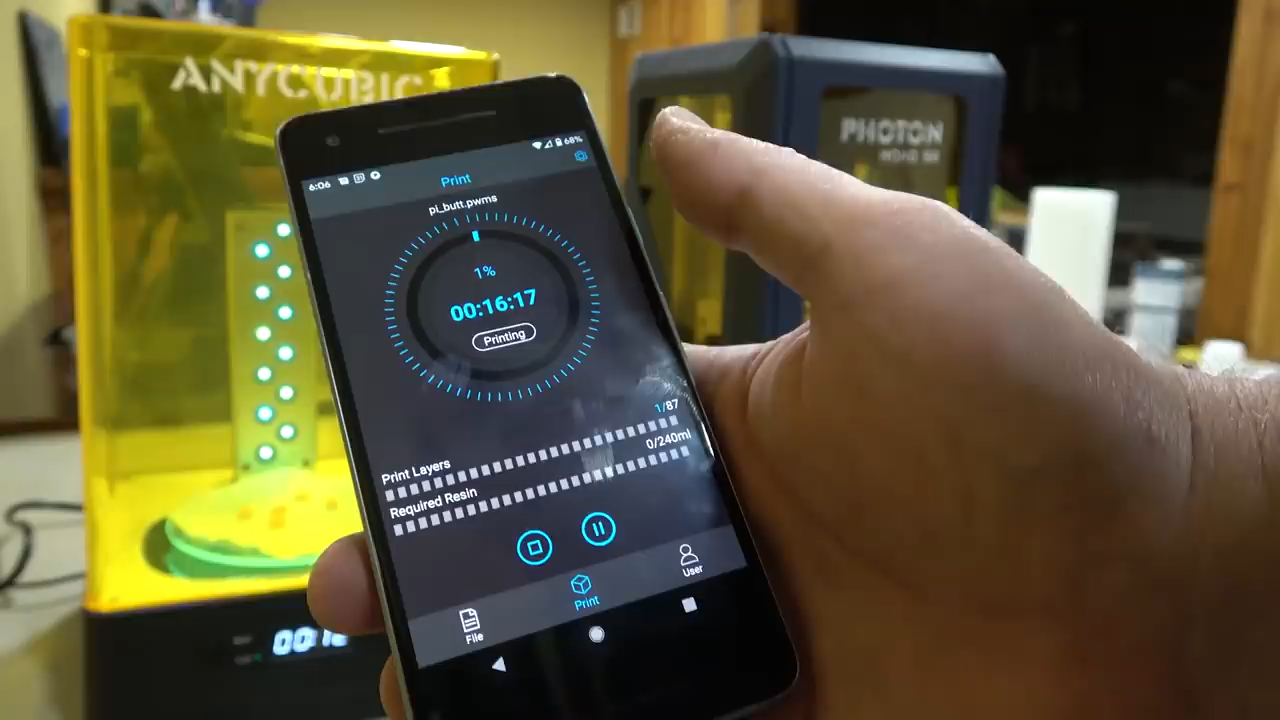 ANYCUBIC
PHOTON
6:06
68%
Print
pi_butt.pwms
1%
00:16:17
Printing
1/87
Print Layers
0/240ml
Required Resin
File
Print
User